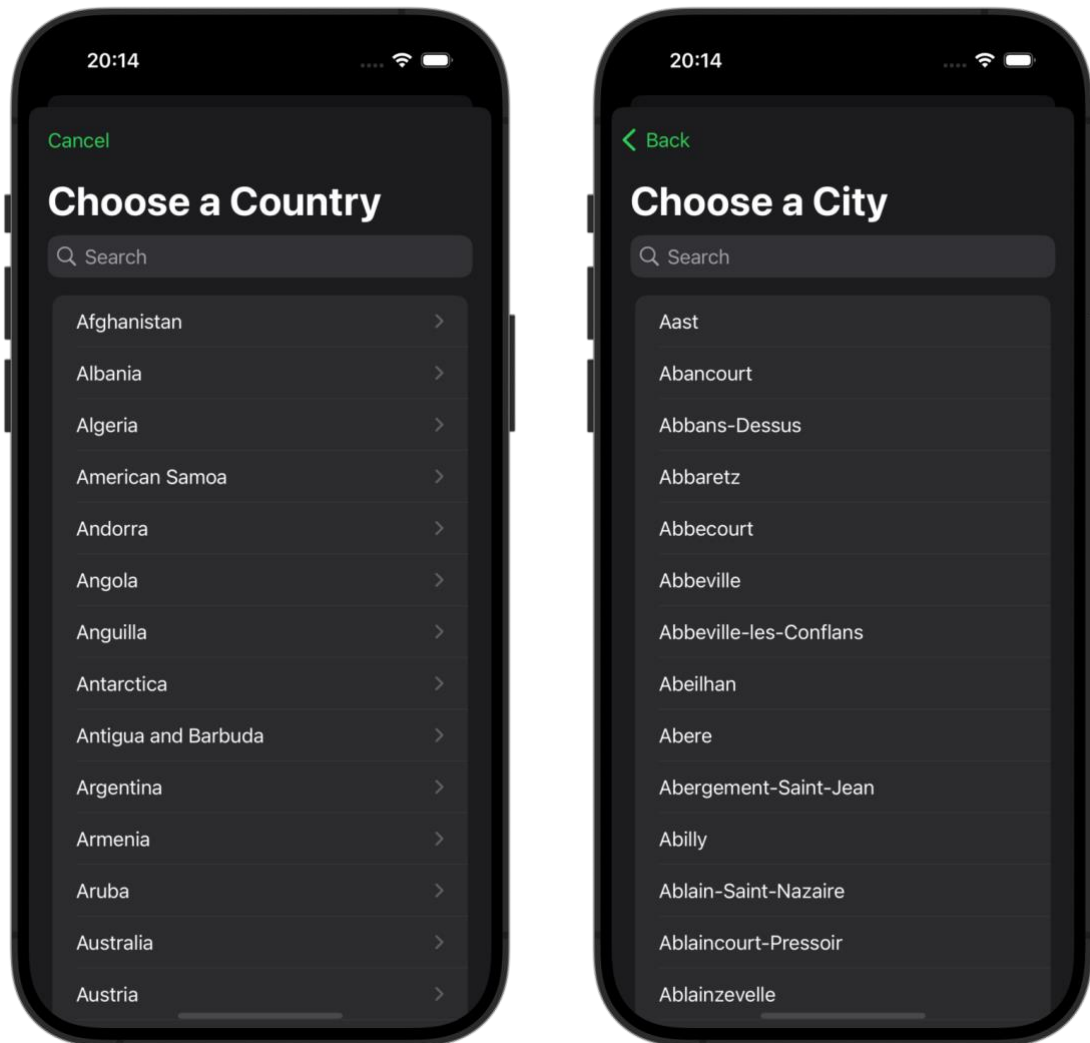 20:14
Cancel
Choose a Country
Search
Afghanistan
Albania
Algeria
American Samoa
Andorra
Angola
Anguilla
Antarctica
Antigua and Barbuda
Argentina
Armenia
Aruba
Australia
Austria
20:14
Back
Choose a City
Search
Aast
Abancourt
Abbans-Dessus
Abbaretz
Abbecourt
Abbeville
Abbeville-les-Conflans
Abeilhan
Abere
Abergement-Saint-Jean
Abilly
Ablain-Saint-Nazaire
Ablaincourt-Pressoir
Ablainzevelle